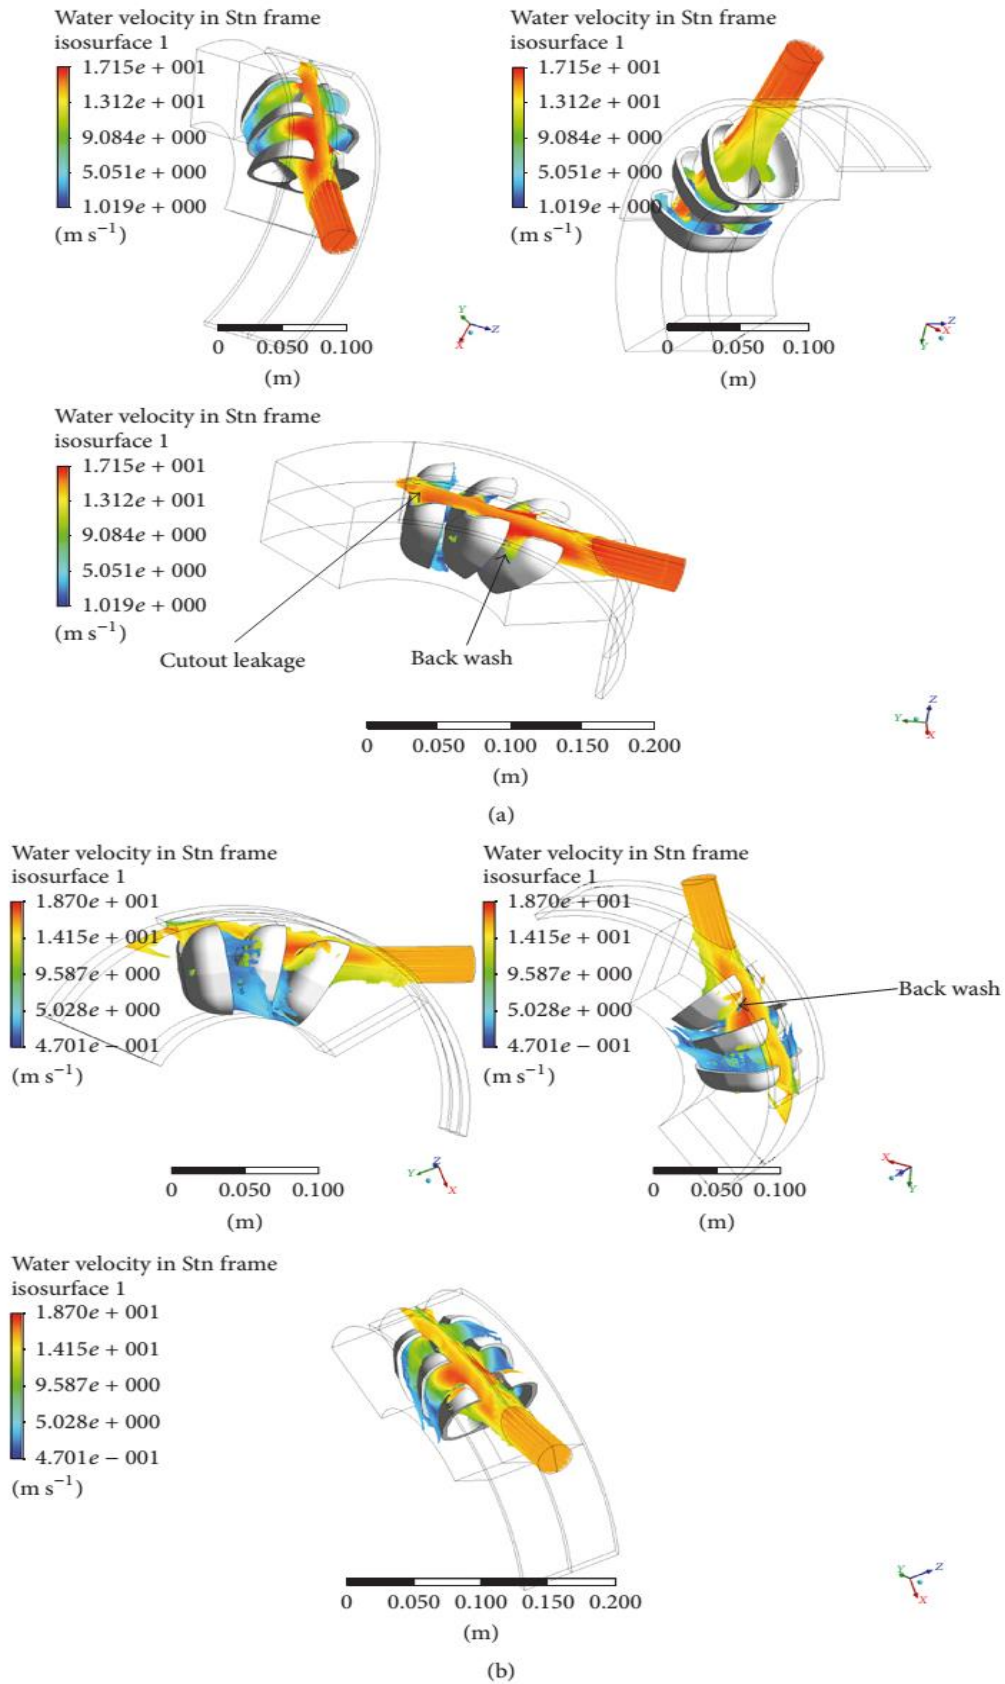 Water velocity in Stn frame
isosurface 1
1.715e + 001
1.312e + 001
9.084e + 000
5.051e + 000
1.019e + 000
(m s−1)
0 0.050 0.100
(m)
Y
Z
X
Water velocity in Stn frame
isosurface 1
1.715e + 001
1.312e + 001
9.084e + 000
5.051e + 000
1.019e + 000
(m s−1)
0 0.050 0.100
(m)
Z
X
Y
Water velocity in Stn frame
isosurface 1
1.715e + 001
1.312e + 001
9.084e + 000
5.051e + 000
1.019e + 000
(m s−1)
Cutout leakage
Back wash
0 0.050 0.100 0.150 0.200
(m)
Z
Y
X
(a)
Water velocity in Stn frame
isosurface 1
1.870e + 001
1.415e + 001
9.587e + 000
5.028e + 000
4.701e − 001
(m s−1)
0 0.050 0.100
(m)
Z
Y
X
Water velocity in Stn frame
isosurface 1
1.870e + 001
1.415e + 001
9.587e + 000
5.028e + 000
4.701e − 001
(m s−1)
Back wash
0 0.050 0.100
(m)
X
Z
Y
Water velocity in Stn frame
isosurface 1
1.870e + 001
1.415e + 001
9.587e + 000
5.028e + 000
4.701e − 001
(m s−1)
0 0.050 0.100 0.150 0.200
(m)
Y
Z
X
(b)